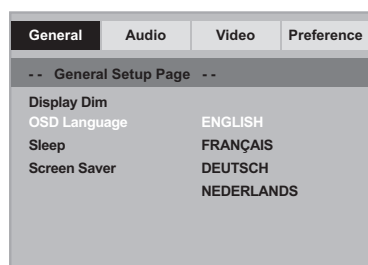 General Audio Video Preference
-- General Setup Page --
Display Dim
OSD Language ENGLISH
Sleep FRANÇAIS
Screen Saver DEUTSCH
NEDERLANDS